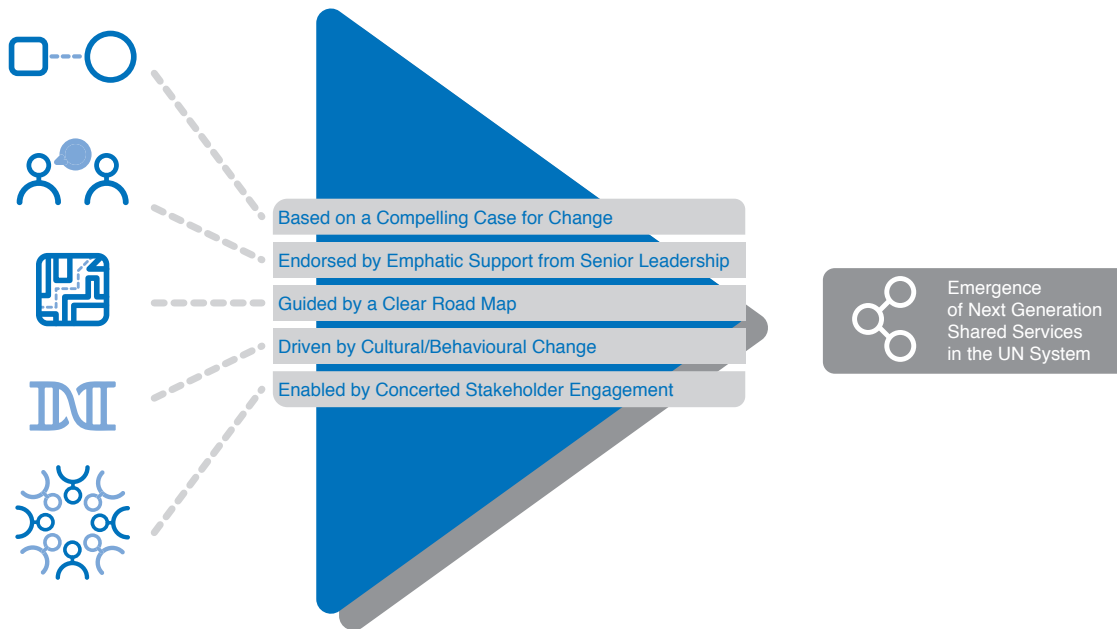 Based on a Compelling Case for Change
Endorsed by Emphatic Support from Senior Leadership
Guided by a Clear Road Map
Driven by Cultural/Behavioural Change
Enabled by Concerted Stakeholder Engagement
Emergence
of Next Generation
Shared Services
in the UN System